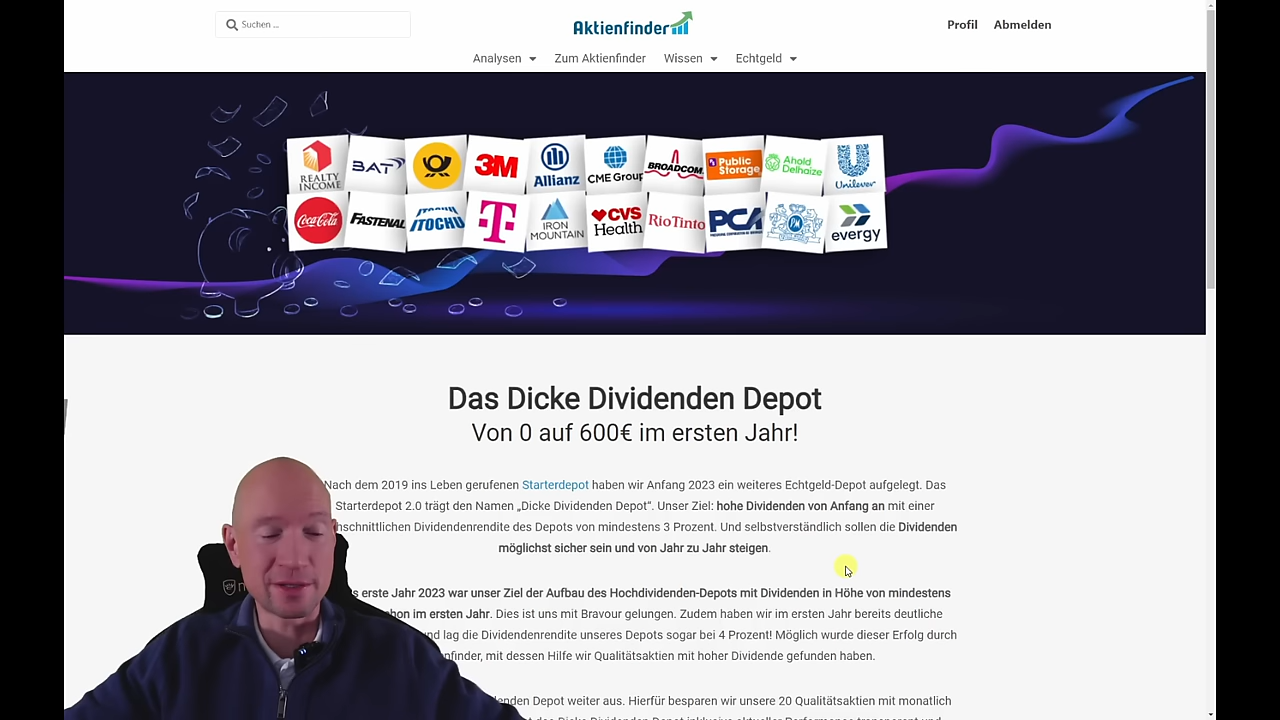 Suchen ...
Aktienfinder
Profil Abmelden
Analysen Zum Aktienfinder Wissen Echtgeld
REALTY INCOME BAT 3M Allianz CME Group BROADCOM Public Storage Ahold Delhaize Unilever
Coca-Cola FASTENAL ITOCHU T IRON MOUNTAIN CVS Health RioTinto PCA PM evergy
Das Dicke Dividenden Depot
Von 0 auf 600€ im ersten Jahr!
Nach dem 2019 ins Leben gerufenen Starterdepot haben wir Anfang 2023 ein weiteres Echtgeld-Depot aufgelegt. Das
Starterdepot 2.0 trägt den Namen „Dicke Dividenden Depot“. Unser Ziel: hohe Dividenden von Anfang an mit einer
schnittlichen Dividendenrendite des Depots von mindestens 3 Prozent. Und selbstverständlich sollen die Dividenden
möglichst sicher sein und von Jahr zu Jahr steigen.
s erste Jahr 2023 war unser Ziel der Aufbau des Hochdividenden-Depots mit Dividenden in Höhe von mindestens
on im ersten Jahr. Dies ist uns mit Bravour gelungen. Zudem haben wir im ersten Jahr bereits deutliche
und lag die Dividendenrendite unseres Depots sogar bei 4 Prozent! Möglich wurde dieser Erfolg durch
nfinder, mit dessen Hilfe wir Qualitätsaktien mit hoher Dividende gefunden haben.
enden Depot weiter aus. Hierfür besparen wir unsere 20 Qualitätsaktien mit monatlich